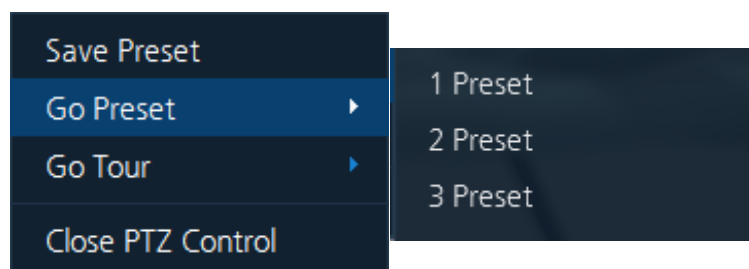 Save Preset
Go Preset
Go Tour
Close PTZ Control
1 Preset
2 Preset
3 Preset